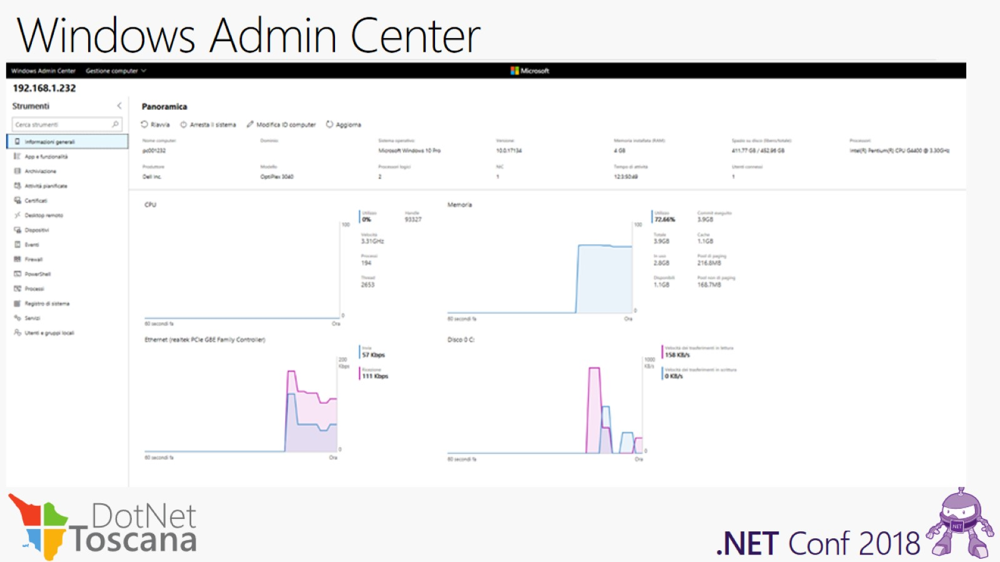 Windows Admin Center
Windows Admin Center Gestione computer Microsoft
192.168.1.232
Strumenti
Cerca strumenti
Informazioni generali
App e funzionalità
Archiviazione
Attività pianificate
Certificati
Desktop remoto
Dispositivi
Eventi
Firewall
PowerShell
Processi
Registro di sistema
Servizi
Utenti e gruppi locali
Panoramica
Riavvia Arresta il sistema Modifica ID computer Aggiorna
Nome computer Dominio Sistema operativo Versione Memoria installata (RAM) Spazio su disco (libero/totale) Processori
pc001232 Microsoft Windows 10 Pro 10.0.17134 4 GB 411.77 GB / 452.96 GB Intel(R) Pentium(R) CPU G4400 @ 3.30GHz
Produttore Modello Processori logici NIC Tempo di attività Utenti connessi
Dell Inc. OptiPlex 3040 2 1 12:3:50:49 1
CPU
100
0
60 secondi fa Ora
Utilizzo Handle
0% 93327
Velocità
3.31GHz
Processi
194
Thread
2653
Memoria
100
0
60 secondi fa Ora
Utilizzo Commit eseguito
72.66% 3.9GB
Totale Cache
3.9GB 1.1GB
In uso Pool di paging
2.8GB 216.8MB
Disponibili Pool non di paging
1.1GB 168.7MB
Ethernet (realtek PCIe GBE Family Controller)
200
Kbps
0
60 secondi fa Ora
Invia
57 Kbps
Ricezione
111 Kbps
Disco 0 C:
1000
KB/s
0
60 secondi fa Ora
Velocità dei trasferimenti in lettura
158 KB/s
Velocità dei trasferimenti in scrittura
0 KB/s
DotNet
Toscana
.NET Conf 2018
NET